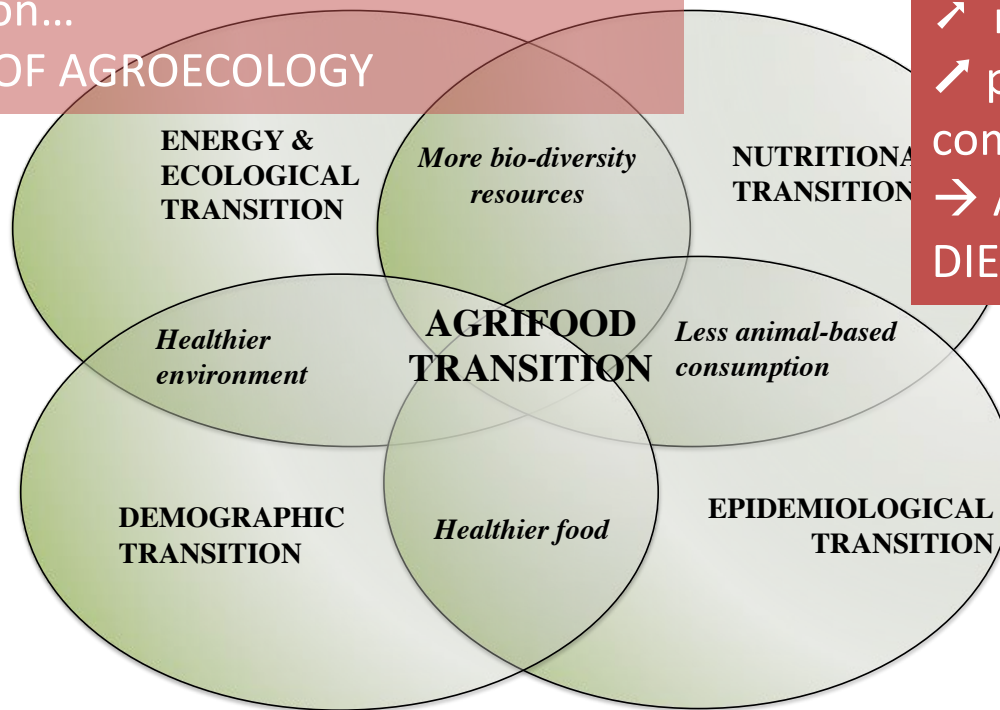 on...
OF AGROECOLOGY
ENERGY &
ECOLOGICAL
TRANSITION
More bio-diversity
resources
NUTRITIONA
TRANSITION
↗
↗ p
con
→ A
DIE
Healthier
environment
AGRIFOOD
TRANSITION
Less animal-based
consumption
DEMOGRAPHIC
TRANSITION
Healthier food
EPIDEMIOLOGICAL
TRANSITION